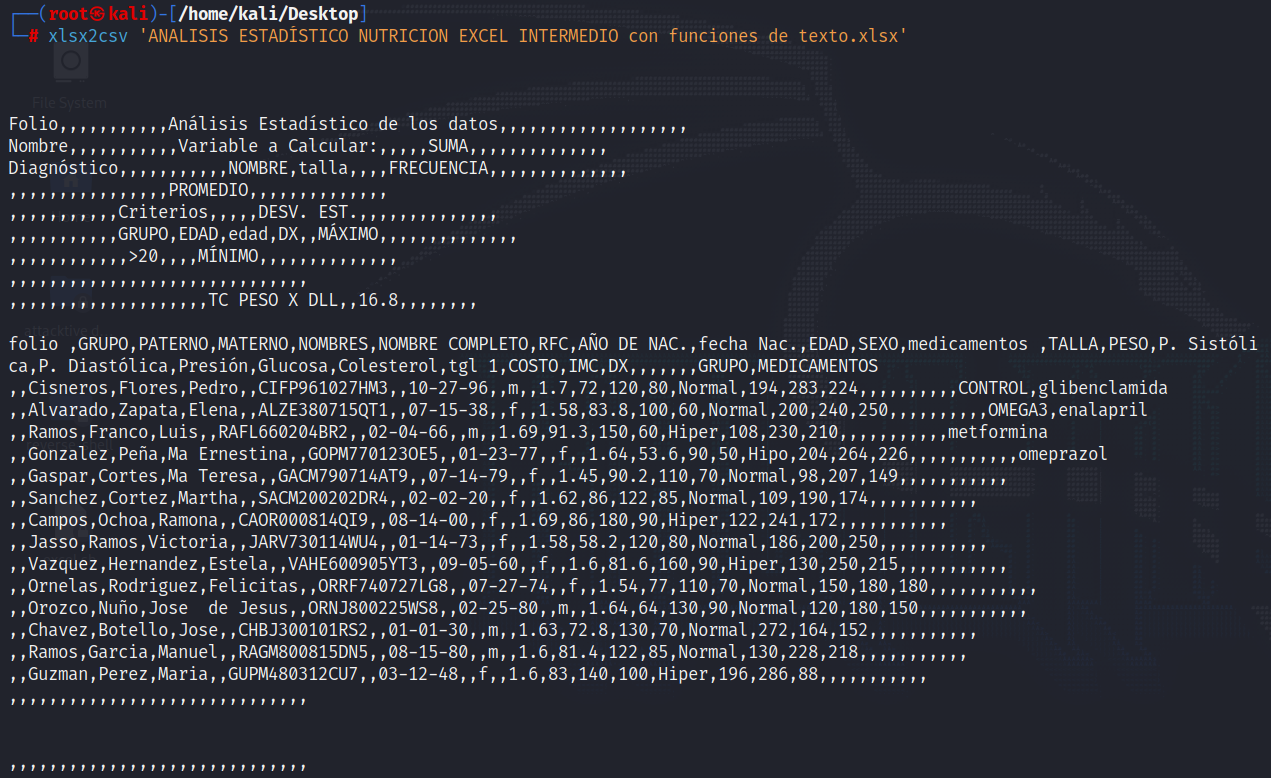 ┌──(root㉿kali)-[/home/kali/Desktop]
└─# xlsx2csv 'ANALISIS ESTADÍSTICO NUTRICION EXCEL INTERMEDIO con funciones de texto.xlsx'
File System
Folio,,,,,,,,,,,Análisis Estadístico de los datos,,,,,,,,,,,,,,,,,,,
Nombre,,,,,,,,,,,Variable a Calcular:,,,,,SUMA,,,,,,,,,,,,,,
Diagnóstico,,,,,,,,,,,NOMBRE,talla,,,,FRECUENCIA,,,,,,,,,,,,,,
,,,,,,,,,,,,,,,,PROMEDIO,,,,,,,,,,,,,,
,,,,,,,,,,,Criterios,,,,,DESV. EST.,,,,,,,,,,,,,,
,,,,,,,,,,,GRUPO,EDAD,edad,DX,,MÁXIMO,,,,,,,,,,,,,,
,,,,,,,,,,,,>20,,,,MÍNIMO,,,,,,,,,,,,,,
,,,,,,,,,,,,,,,,,,,,,,,,,,,,,,
,,,,,,,,,,,,,,,,,,,,TC PESO X DLL,,16.8,,,,,,,,
attacktive d...
folio ,GRUPO,PATERNO,MATERNO,NOMBRES,NOMBRE COMPLETO,RFC,AÑO DE NAC.,fecha Nac.,EDAD,SEXO,medicamentos ,TALLA,PESO,P. Sistóli
ca,P. Diastólica,Presión,Glucosa,Colesterol,tgl 1,COSTO,IMC,DX,,,,,,,GRUPO,MEDICAMENTOS
,,Cisneros,Flores,Pedro,,CIFP961027HM3,,10-27-96,,m,,1.7,72,120,80,Normal,194,283,224,,,,,,,,,,CONTROL,glibenclamida
,,Alvarado,Zapata,Elena,,ALZE380715QT1,,07-15-38,,f,,1.58,83.8,100,60,Normal,200,240,250,,,,,,,,,,OMEGA3,enalapril
,,Ramos,Franco,Luis,,RAFL660204BR2,,02-04-66,,m,,1.69,91.3,150,60,Hiper,108,230,210,,,,,,,,,,,metformina
,,Gonzalez,Peña,Ma Ernestina,,GOPM770123OE5,,01-23-77,,f,,1.64,53.6,90,50,Hipo,204,264,226,,,,,,,,,,,omeprazol
,,Gaspar,Cortes,Ma Teresa,,GACM790714AT9,,07-14-79,,f,,1.45,90.2,110,70,Normal,98,207,149,,,,,,,,,,,
,,Sanchez,Cortez,Martha,,SACM200202DR4,,02-02-20,,f,,1.62,86,122,85,Normal,109,190,174,,,,,,,,,,,
,,Campos,Ochoa,Ramona,,CAOR000814QI9,,08-14-00,,f,,1.69,86,180,90,Hiper,122,241,172,,,,,,,,,,,
,,Jasso,Ramos,Victoria,,JARV730114WU4,,01-14-73,,f,,1.58,58.2,120,80,Normal,186,200,250,,,,,,,,,,,
,,Vazquez,Hernandez,Estela,,VAHE600905YT3,,09-05-60,,f,,1.6,81.6,160,90,Hiper,130,250,215,,,,,,,,,,,
,,Ornelas,Rodriguez,Felicitas,,ORRF740727LG8,,07-27-74,,f,,1.54,77,110,70,Normal,150,180,180,,,,,,,,,,,
,,Orozco,Nuño,Jose  de Jesus,,ORNJ800225WS8,,02-25-80,,m,,1.64,64,130,90,Normal,120,180,150,,,,,,,,,,,
,,Chavez,Botello,Jose,,CHBJ300101RS2,,01-01-30,,m,,1.63,72.8,130,70,Normal,272,164,152,,,,,,,,,,,
,,Ramos,Garcia,Manuel,,RAGM800815DN5,,08-15-80,,m,,1.6,81.4,122,85,Normal,130,228,218,,,,,,,,,,,
,,Guzman,Perez,Maria,,GUPM480312CU7,,03-12-48,,f,,1.6,83,140,100,Hiper,196,286,88,,,,,,,,,,,
,,,,,,,,,,,,,,,,,,,,,,,,,,,,,,
,,,,,,,,,,,,,,,,,,,,,,,,,,,,,,